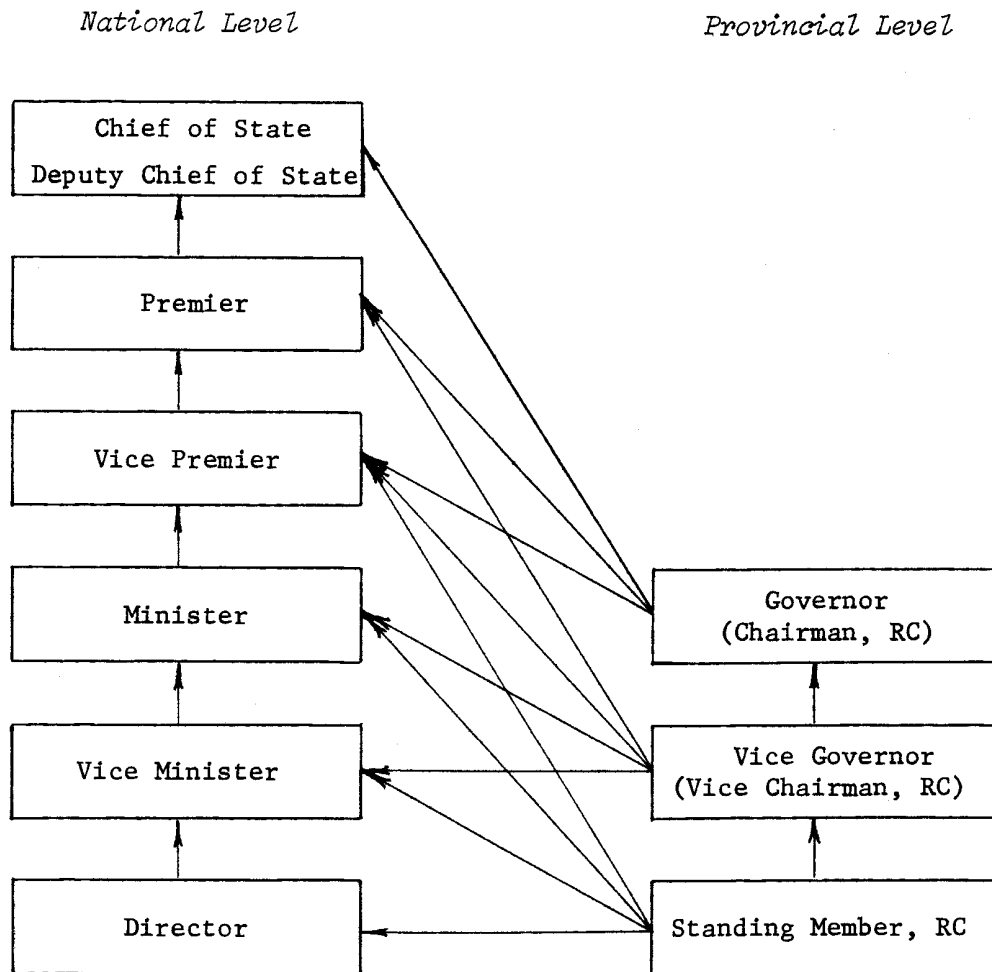 National Level
Provincial Level
Chief of State
Deputy Chief of State
Premier
Vice Premier
Minister
Governor
(Chairman, RC)
Vice Minister
Vice Governor
(Vice Chairman, RC)
Director
Standing Member, RC